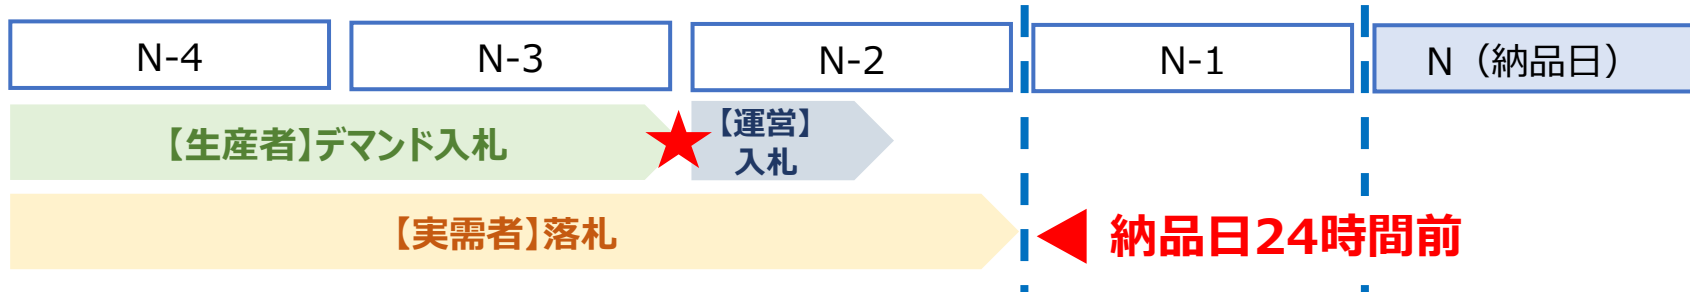 N-4
N-3
N-2
N-1
N（納品日）
【生産者】デマンド入札
【運営】
入札
【実需者】落札
納品日24時間前